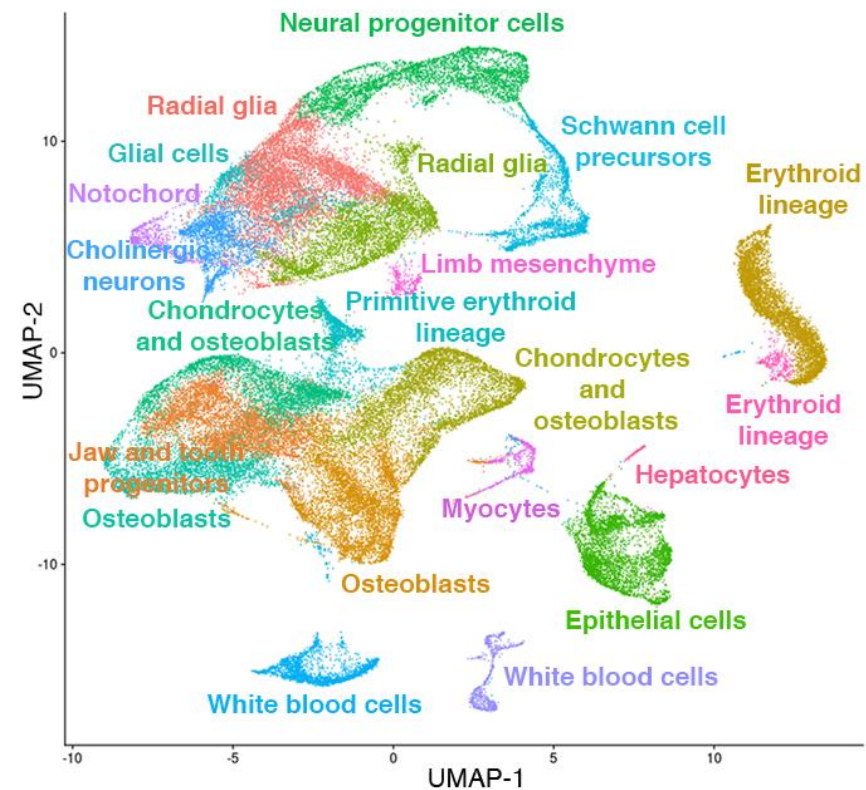 Neural progenitor cells
Radial glia
Schwann cell
precursors
Glial cells
Radial glia
Erythroid
lineage
Notochord
Cholinergic
neurons
Limb mesenchyme
Chondrocytes
and osteoblasts
Primitive erythroid
lineage
Chondrocytes
and
osteoblasts
Erythroid
lineage
Jaw and tooth
progenitors
Hepatocytes
Myocytes
Osteoblasts
Osteoblasts
Epithelial cells
White blood cells
White blood cells
UMAP-2
10
0
-10
-10
-5
0
5
10
UMAP-1